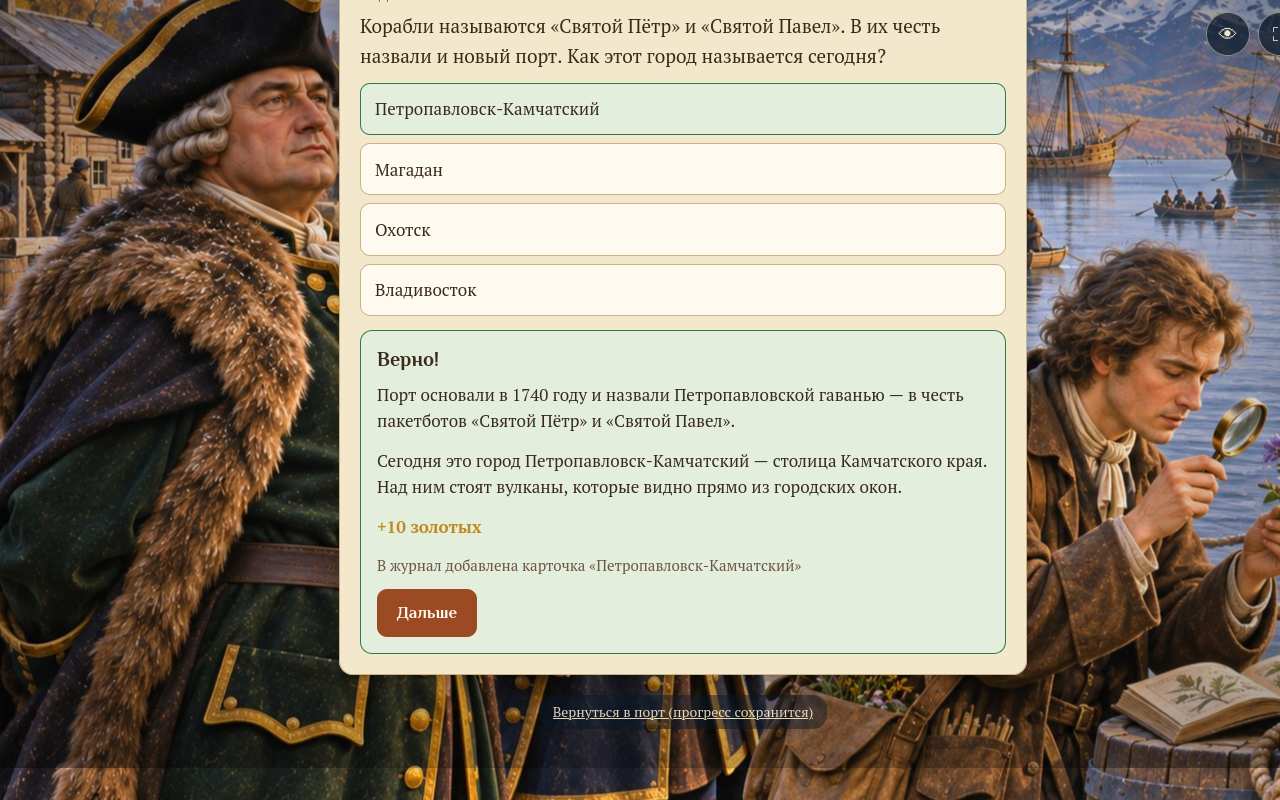 Корабли называются «Святой Пётр» и «Святой Павел». В их честь
назвали и новый порт. Как этот город называется сегодня?
Петропавловск-Камчатский
Магадан
Охотск
Владивосток
Верно!
Порт основали в 1740 году и назвали Петропавловской гаванью — в честь
пакетботов «Святой Пётр» и «Святой Павел».
Сегодня это город Петропавловск-Камчатский — столица Камчатского края.
Над ним стоят вулканы, которые видно прямо из городских окон.
+10 золотых
В журнал добавлена карточка «Петропавловск-Камчатский»
Дальше
Вернуться в порт (прогресс сохранится)